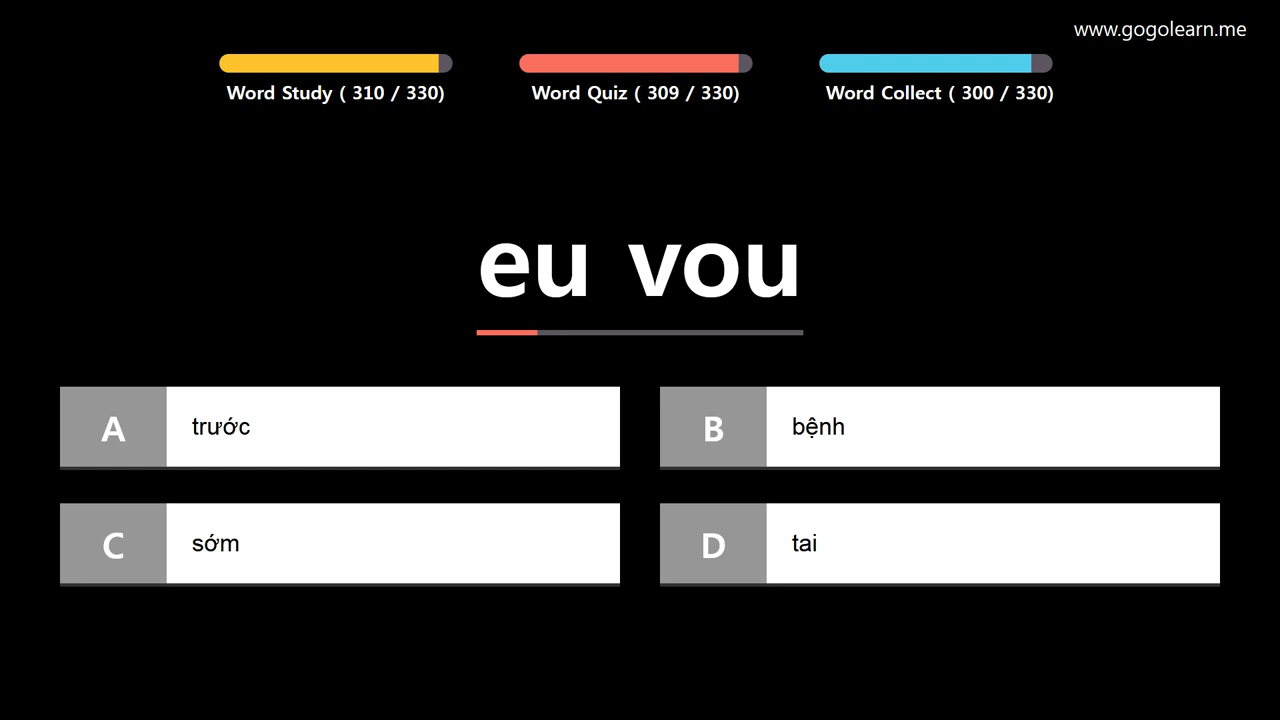 www.gogolearn.me
Word Study ( 310 / 330)
Word Quiz ( 309 / 330)
Word Collect ( 300 / 330)
eu vou
A
trước
B
bệnh
C
sớm
D
tai